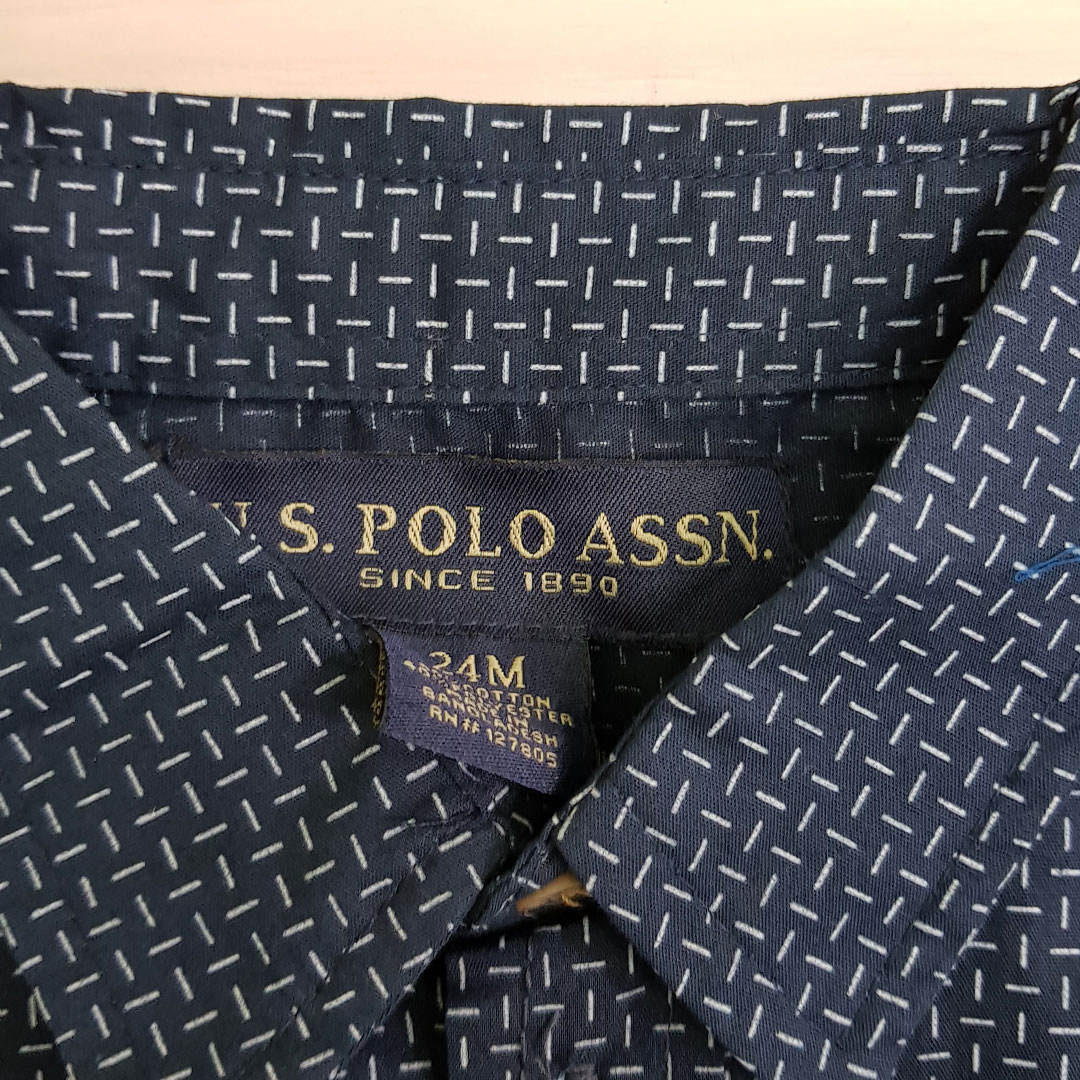 U. S. POLO ASSN.
SINCE 1890
24M
COTTON
POLYESTER
BANGLADESH
RN# 127805